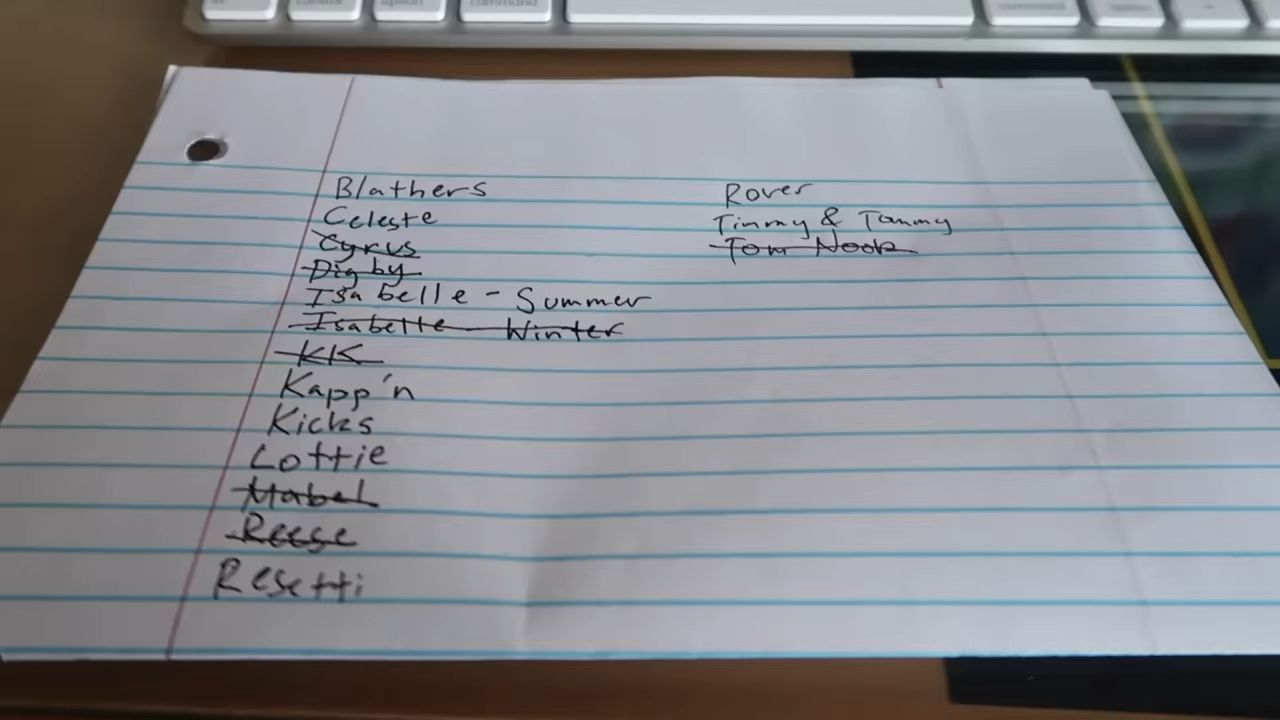 command
Blathers
Celeste
Cyrus
Digby
Isabelle - Summer
Isabelle - Winter
KK
Kapp'n
Kicks
Lottie
Mabel
Reese
Resetti
Rover
Timmy & Tommy
Tom Nook